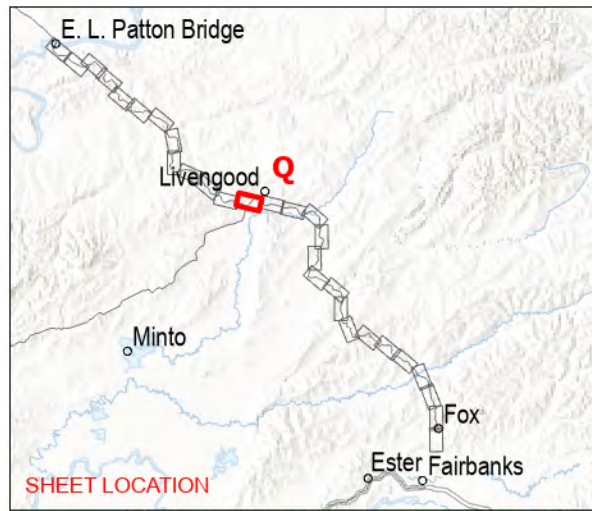 E. L. Patton Bridge
Livengood
Q
Minto
Fox
Ester
Fairbanks
SHEET LOCATION